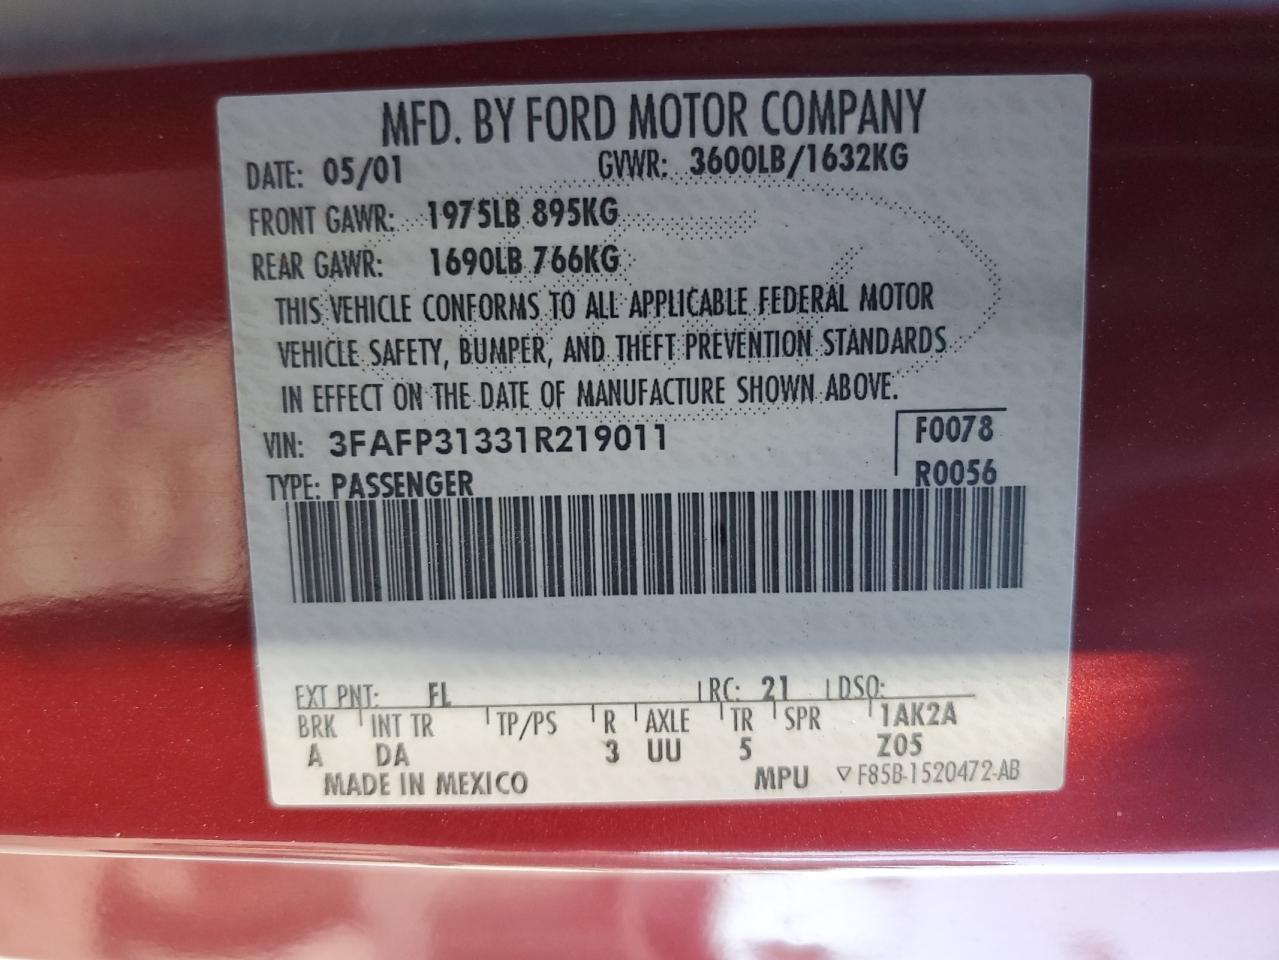 MFD. BY FORD MOTOR COMPANY
DATE: 05/01 GVWR: 3600LB/1632KG
FRONT GAWR: 1975LB 895KG
REAR GAWR: 1690LB 766KG
THIS VEHICLE CONFORMS TO ALL APPLICABLE FEDERAL MOTOR
VEHICLE SAFETY, BUMPER, AND THEFT PREVENTION STANDARDS
IN EFFECT ON THE DATE OF MANUFACTURE SHOWN ABOVE.
VIN: 3FAFP31331R219011 F0078
TYPE: PASSENGER R0056
EXT PNT: FL RC: 21 DSO:
BRK INT TR TP/PS R AXLE TR SPR 1AK2A
A DA 3 UU 5 Z05
MADE IN MEXICO MPU ▽ F85B-1520472-AB